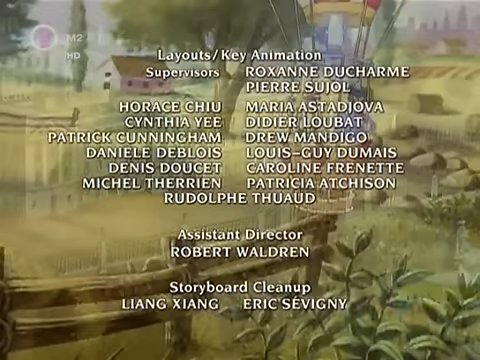 M2
HD
Layouts/Key Animation
Supervisors ROXANNE DUCHARME
PIERRE SUJOL
HORACE CHIU MARIA ASTADJOVA
CYNTHIA YEE DIDIER LOUBAT
PATRICK CUNNINGHAM DREW MANDIGO
DANIELE DEBLOIS LOUIS-GUY DUMAIS
DENIS DOUCET CAROLINE FRENETTE
MICHEL THERRIEN PATRICIA ATCHISON
RUDOLPHE THUAUD
Assistant Director
ROBERT WALDREN
Storyboard Cleanup
LIANG XIANG ERIC SÉVIGNY